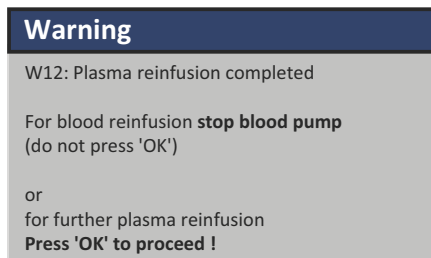 Warning
W12: Plasma reinfusion completed
For blood reinfusion stop blood pump
(do not press 'OK')
or
for further plasma reinfusion
Press 'OK' to proceed !